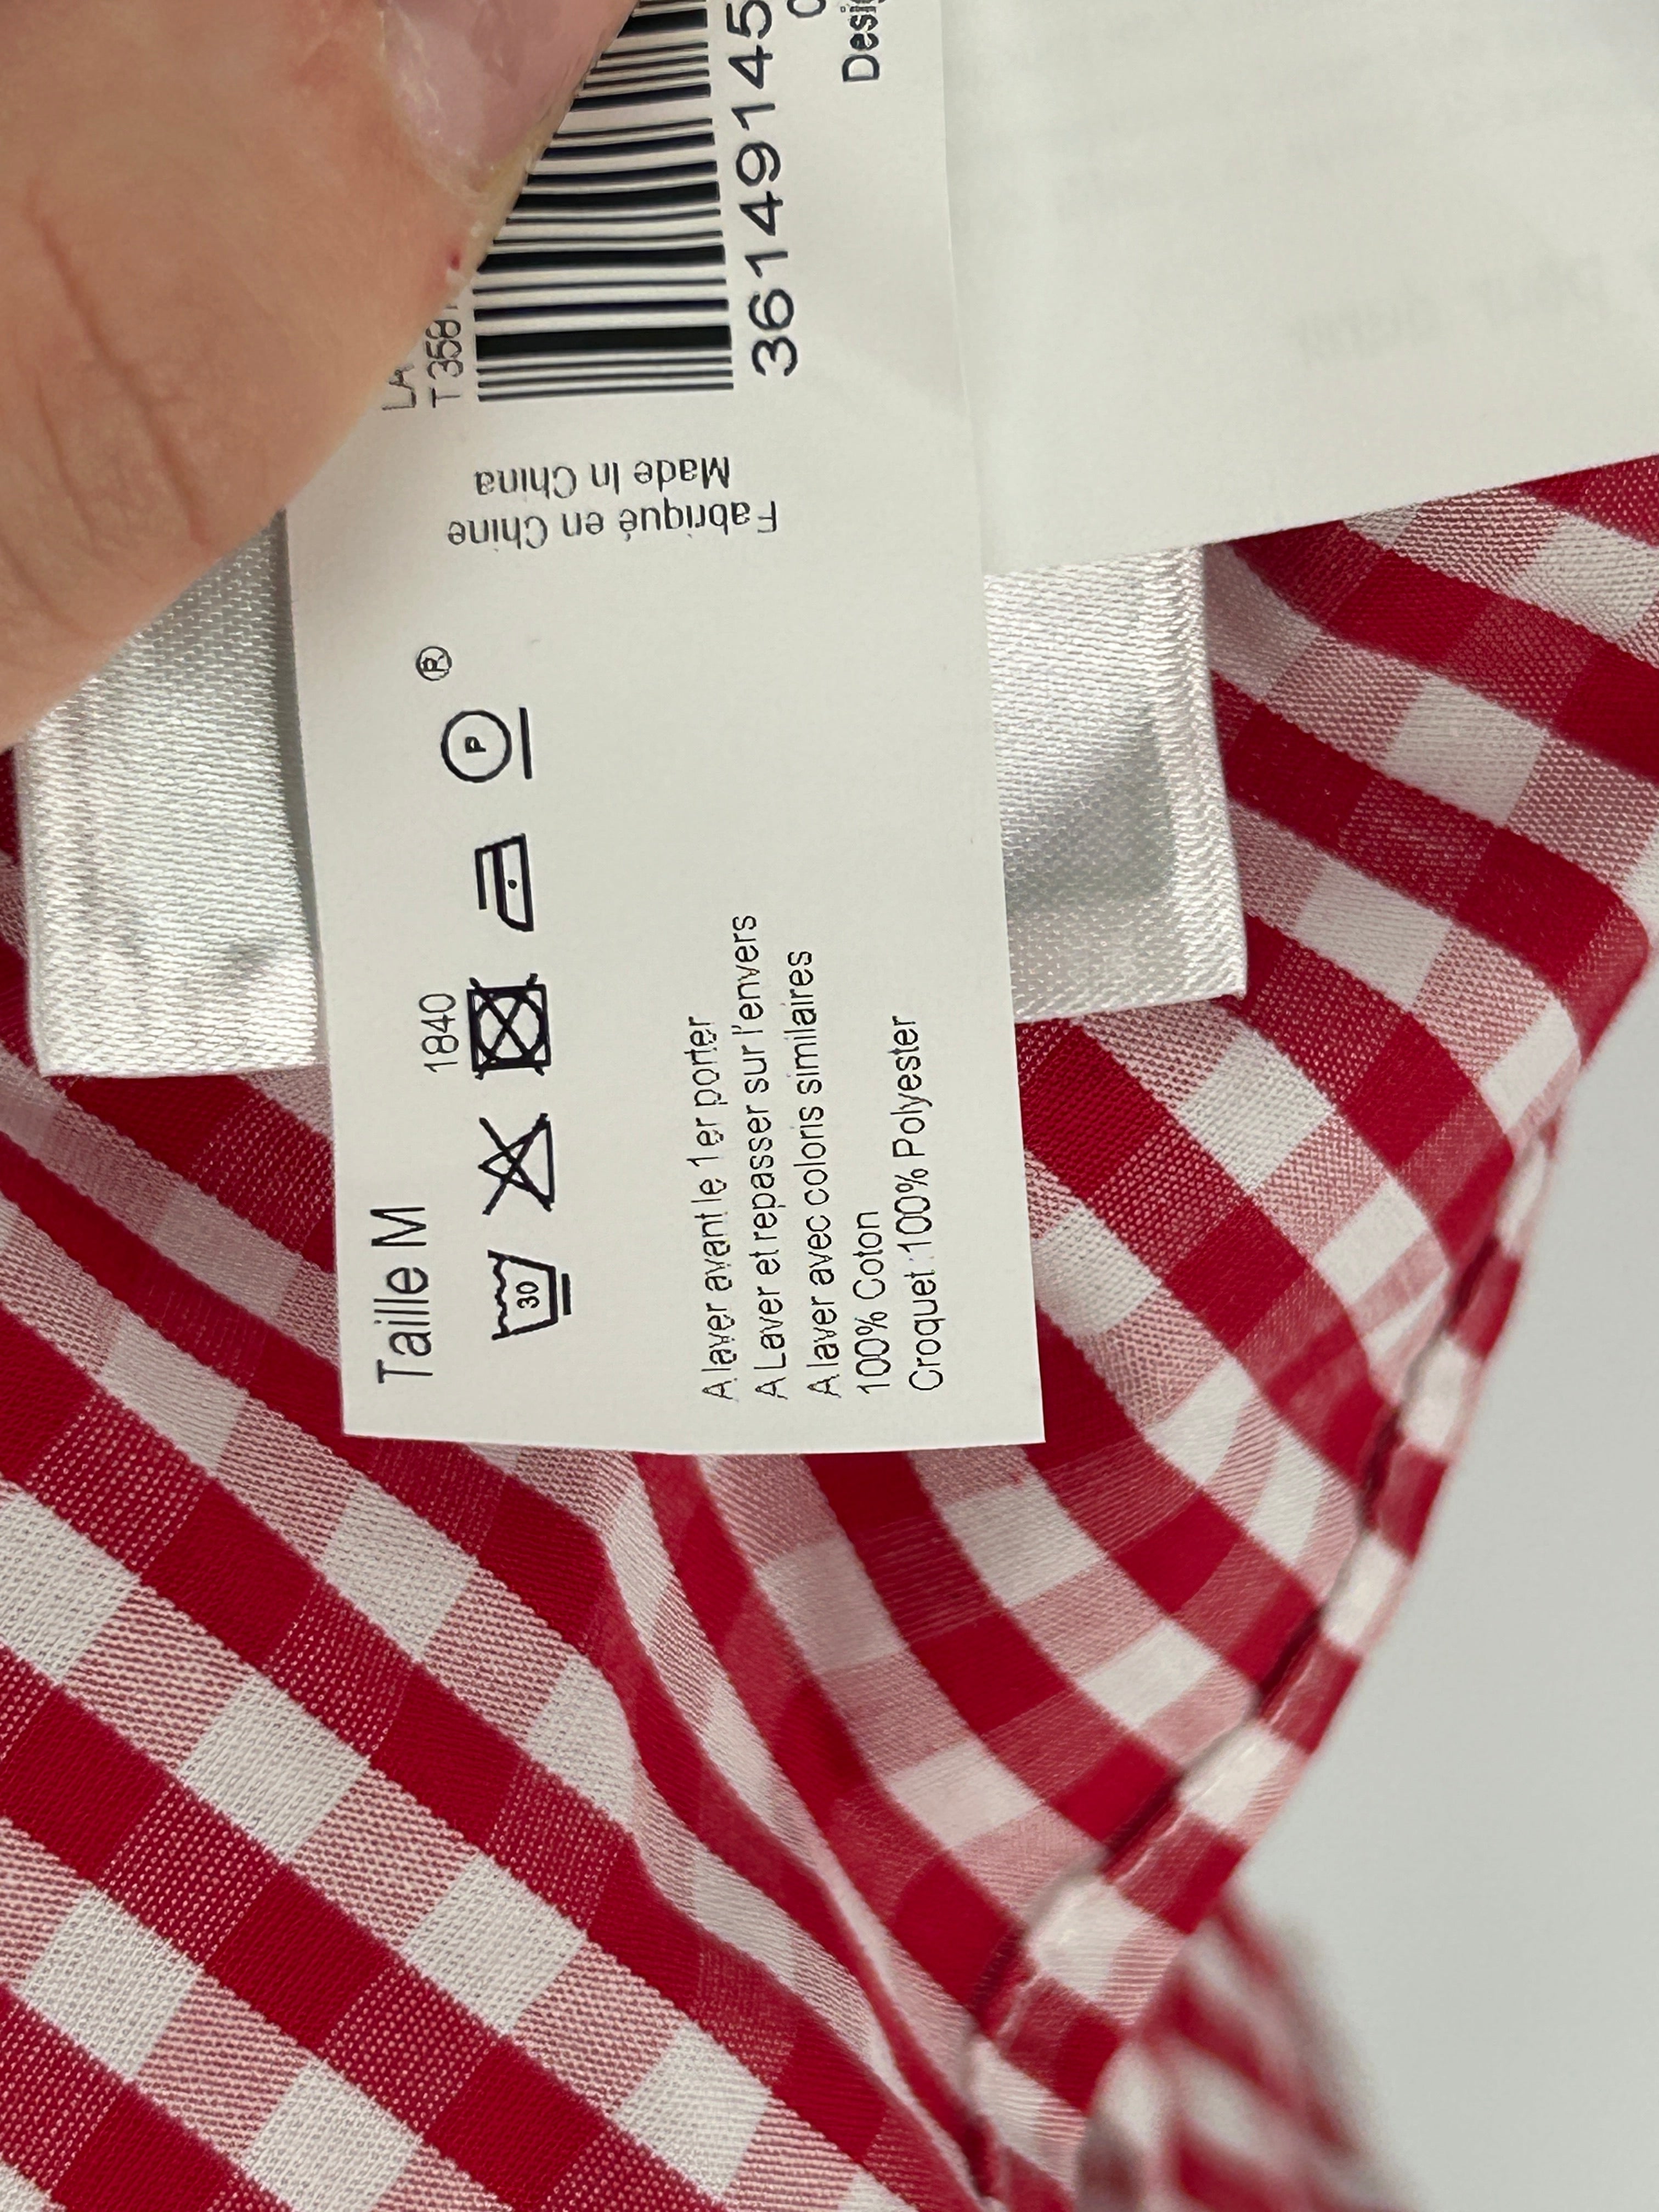 Taille M
1840
30
P
®
A laver avant le 1er porter
A Laver et repasser sur l'envers
A laver avec coloris similaires
100% Coton
Croquet :100% Polyester
Fabriqué en Chine
Made In China
36149145